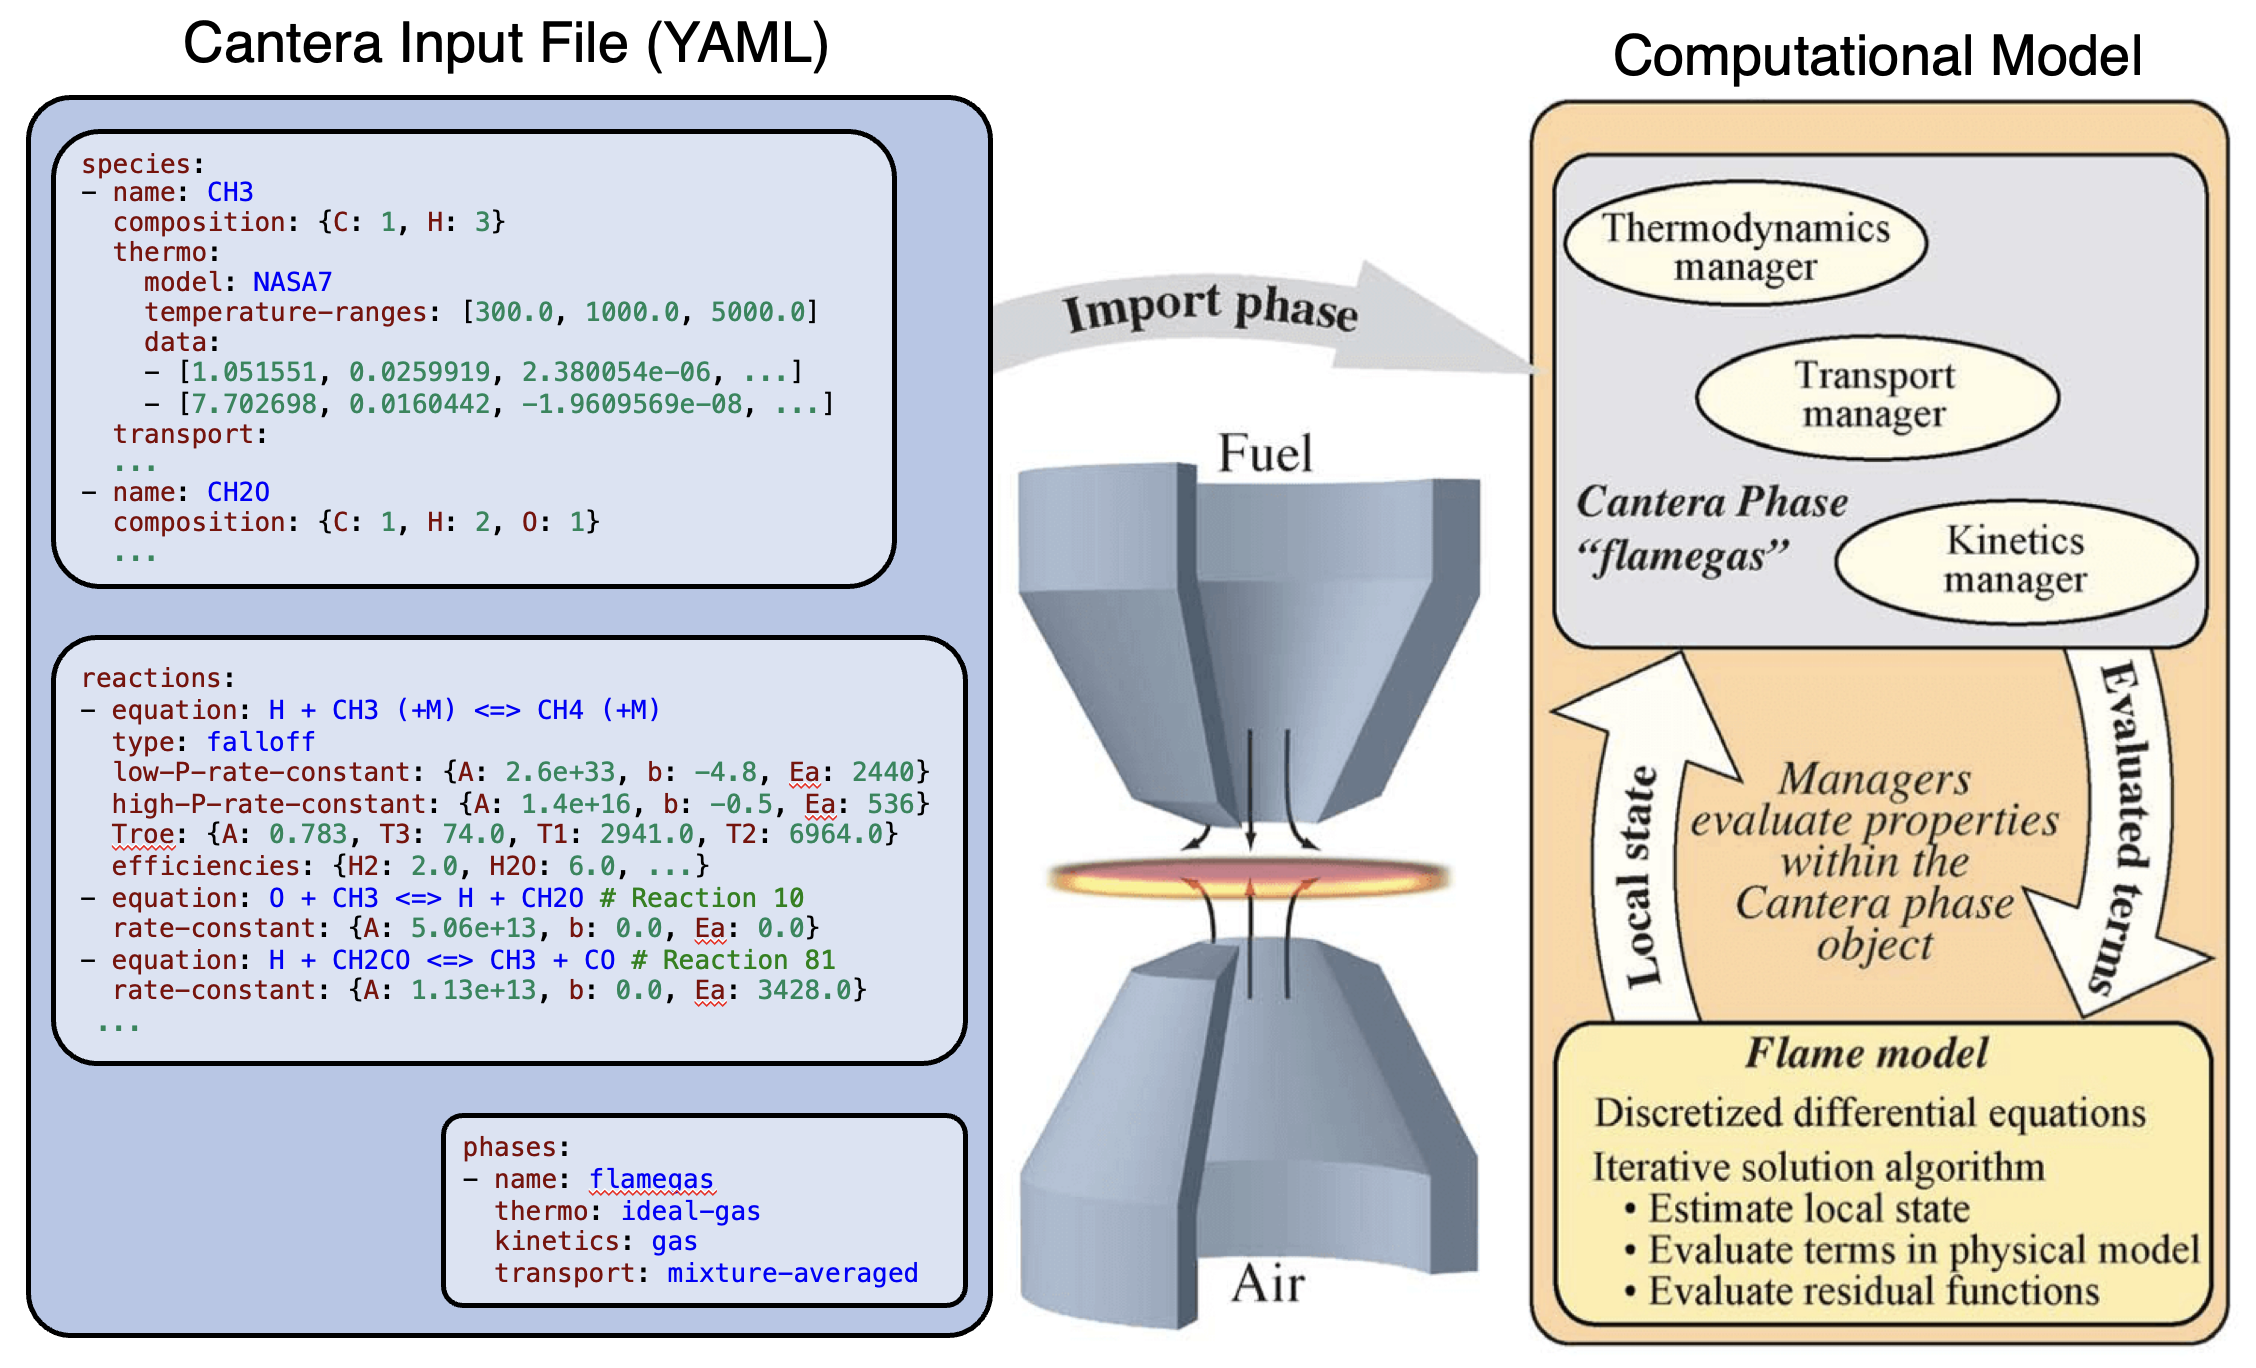 Cantera Input File (YAML)
species:
- name: CH3
composition: {C: 1, H: 3}
thermo:
model: NASA7
temperature-ranges: [300.0, 1000.0, 5000.0]
data:
- [1.051551, 0.0259919, 2.380054e-06, ...]
- [7.702698, 0.0160442, -1.9609569e-08, ...]
transport:
...
- name: CH2O
composition: {C: 1, H: 2, O: 1}
...
reactions:
- equation: H + CH3 (+M) <=> CH4 (+M)
type: falloff
low-P-rate-constant: {A: 2.6e+33, b: -4.8, Ea: 2440}
high-P-rate-constant: {A: 1.4e+16, b: -0.5, Ea: 536}
Troe: {A: 0.783, T3: 74.0, T1: 2941.0, T2: 6964.0}
efficiencies: {H2: 2.0, H2O: 6.0, ...}
- equation: O + CH3 <=> H + CH2O # Reaction 10
rate-constant: {A: 5.06e+13, b: 0.0, Ea: 0.0}
- equation: H + CH2CO <=> CH3 + CO # Reaction 81
rate-constant: {A: 1.13e+13, b: 0.0, Ea: 3428.0}
...
phases:
- name: flamegas
thermo: ideal-gas
kinetics: gas
transport: mixture-averaged
Import phase
Fuel
Air
Computational Model
Thermodynamics
manager
Transport
manager
Cantera Phase
“flamegas”
Kinetics
manager
Local state
Managers
evaluate properties
within the
Cantera phase
object
Evaluated terms
Flame model
Discretized differential equations
Iterative solution algorithm
• Estimate local state
• Evaluate terms in physical model
• Evaluate residual functions